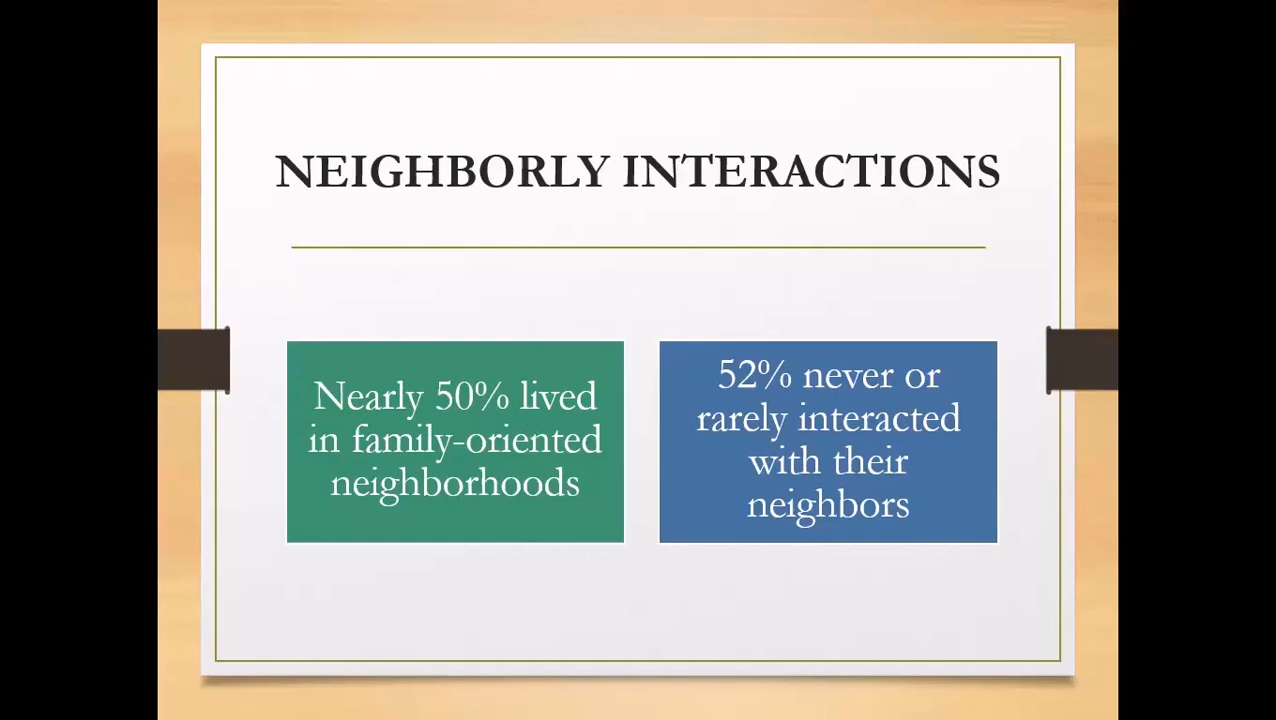 NEIGHBORLY INTERACTIONS
Nearly 50% lived
in family-oriented
neighborhoods
52% never or
rarely interacted
with their
neighbors